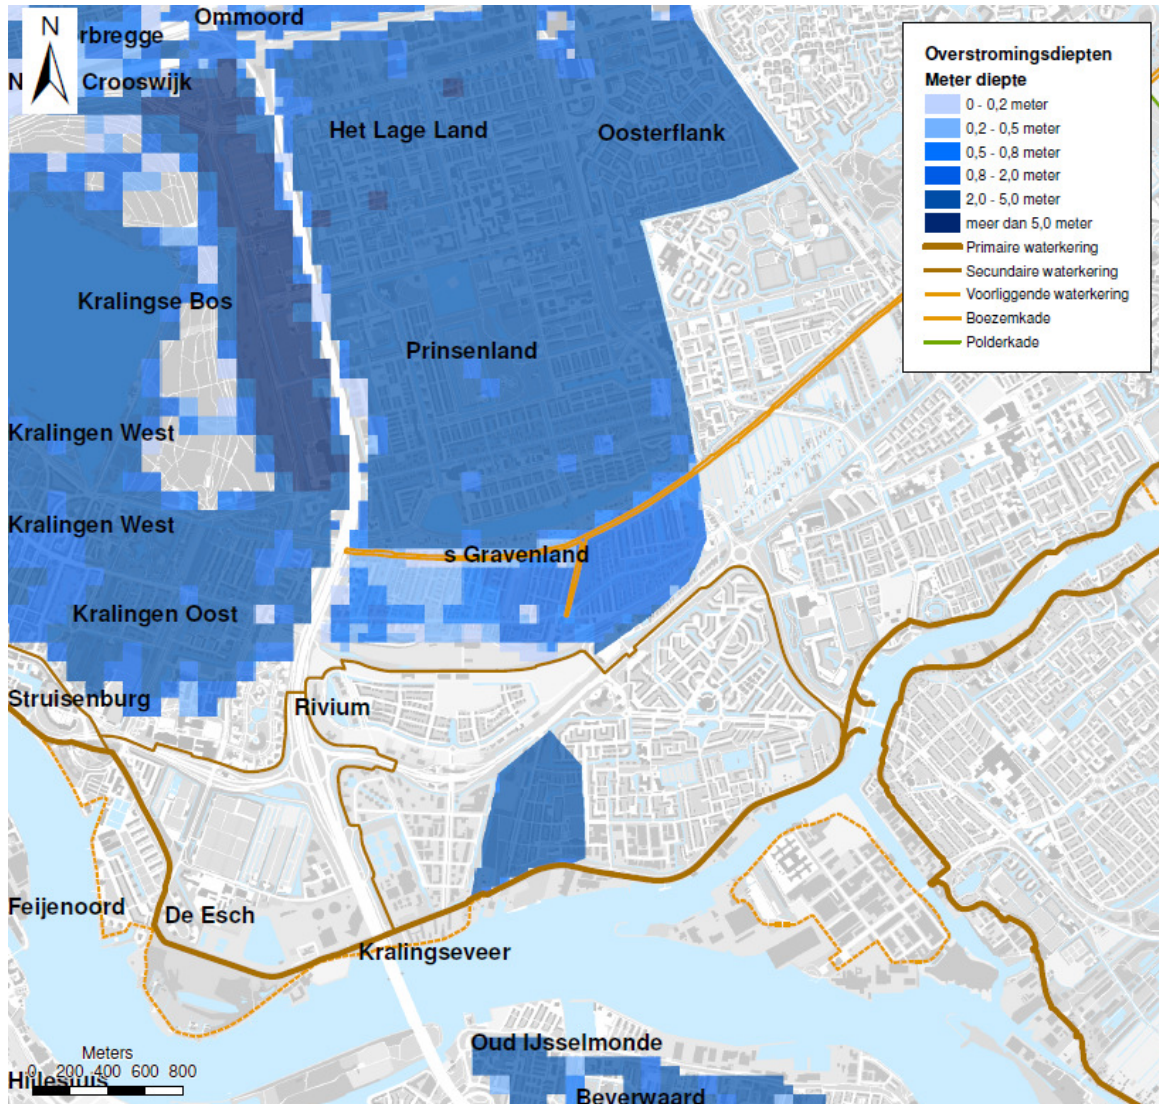 Ommoord
erbregge
N
N
Crooswijk
Het Lage Land
Oosterflank
Overstromingsdiepten
Meter diepte
0 - 0,2 meter
0,2 - 0,5 meter
0,5 - 0,8 meter
0,8 - 2,0 meter
2,0 - 5,0 meter
meer dan 5,0 meter
Primaire waterkering
Secundaire waterkering
Voorliggende waterkering
Boezemkade
Polderkade
Kralingse Bos
Prinsenland
Kralingen West
Kralingen West
s Gravenland
Kralingen Oost
Struisenburg
Rivium
Feijenoord
De Esch
Kralingseveer
Oud IJsselmonde
Meters
0 200 400 600 800
Hillesluis
Beverwaard